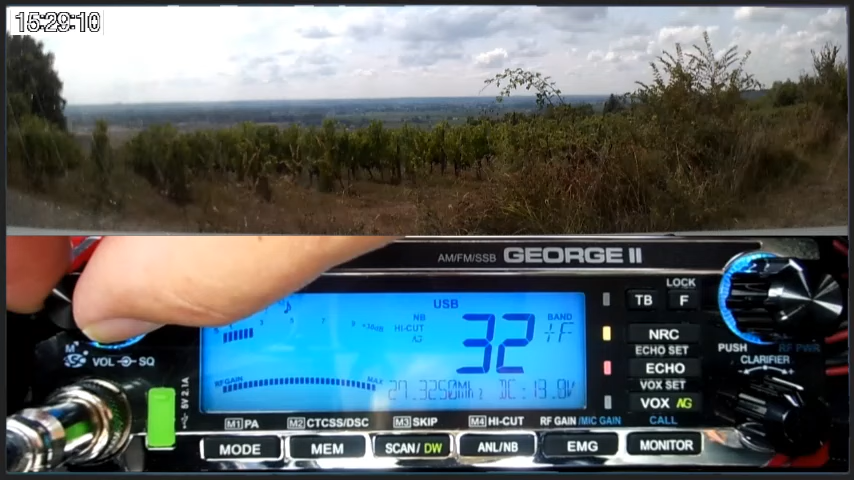 15:29:10
AM/FM/SSB GEORGE II
LOCK
TB F
USB
NB
HI-CUT
32
BAND
+F
RF GAIN MAX
27.3250MHz DC:13.8V
VOL SQ
5V 2.1A
NRC
ECHO SET
ECHO
VOX SET
VOX NG
CALL
PUSH RF PWR
CLARIFIER
M1 PA M2 CTCSS/DSC M3 SKIP M4 HI-CUT RF GAIN/MIC GAIN
MODE MEM SCAN/DW ANL/NB EMG MONITOR